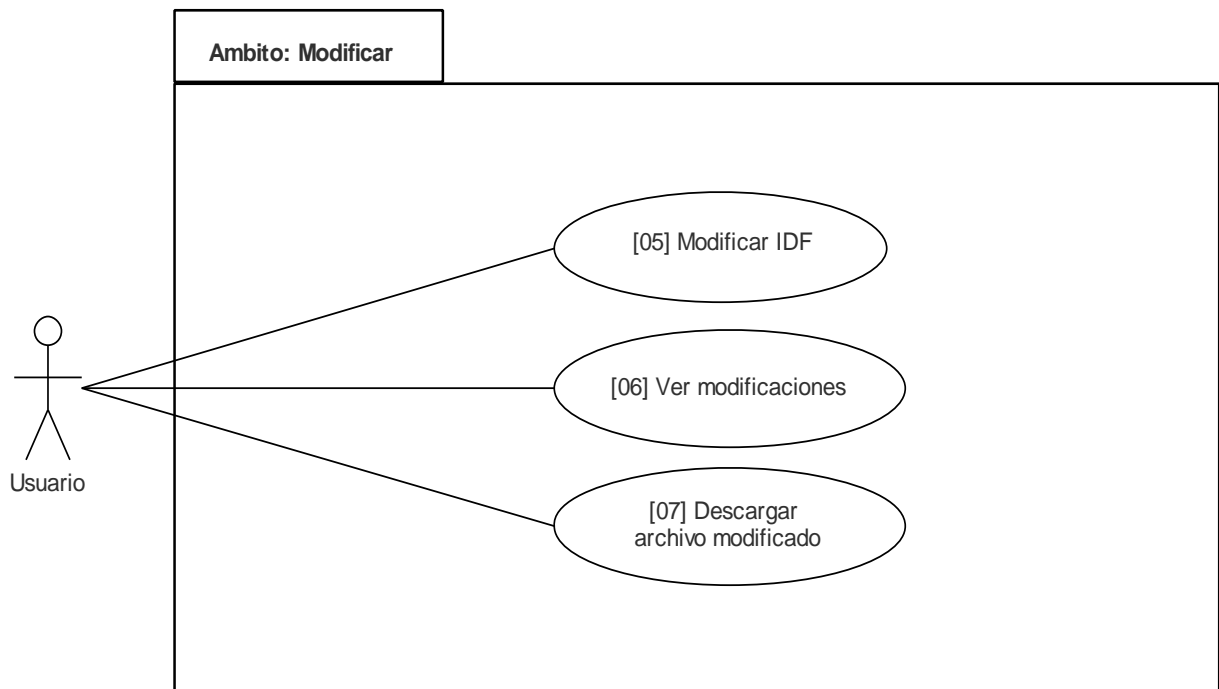 Ambito: Modificar
[05] Modificar IDF
[06] Ver modificaciones
Usuario
[07] Descargar
archivo modificado